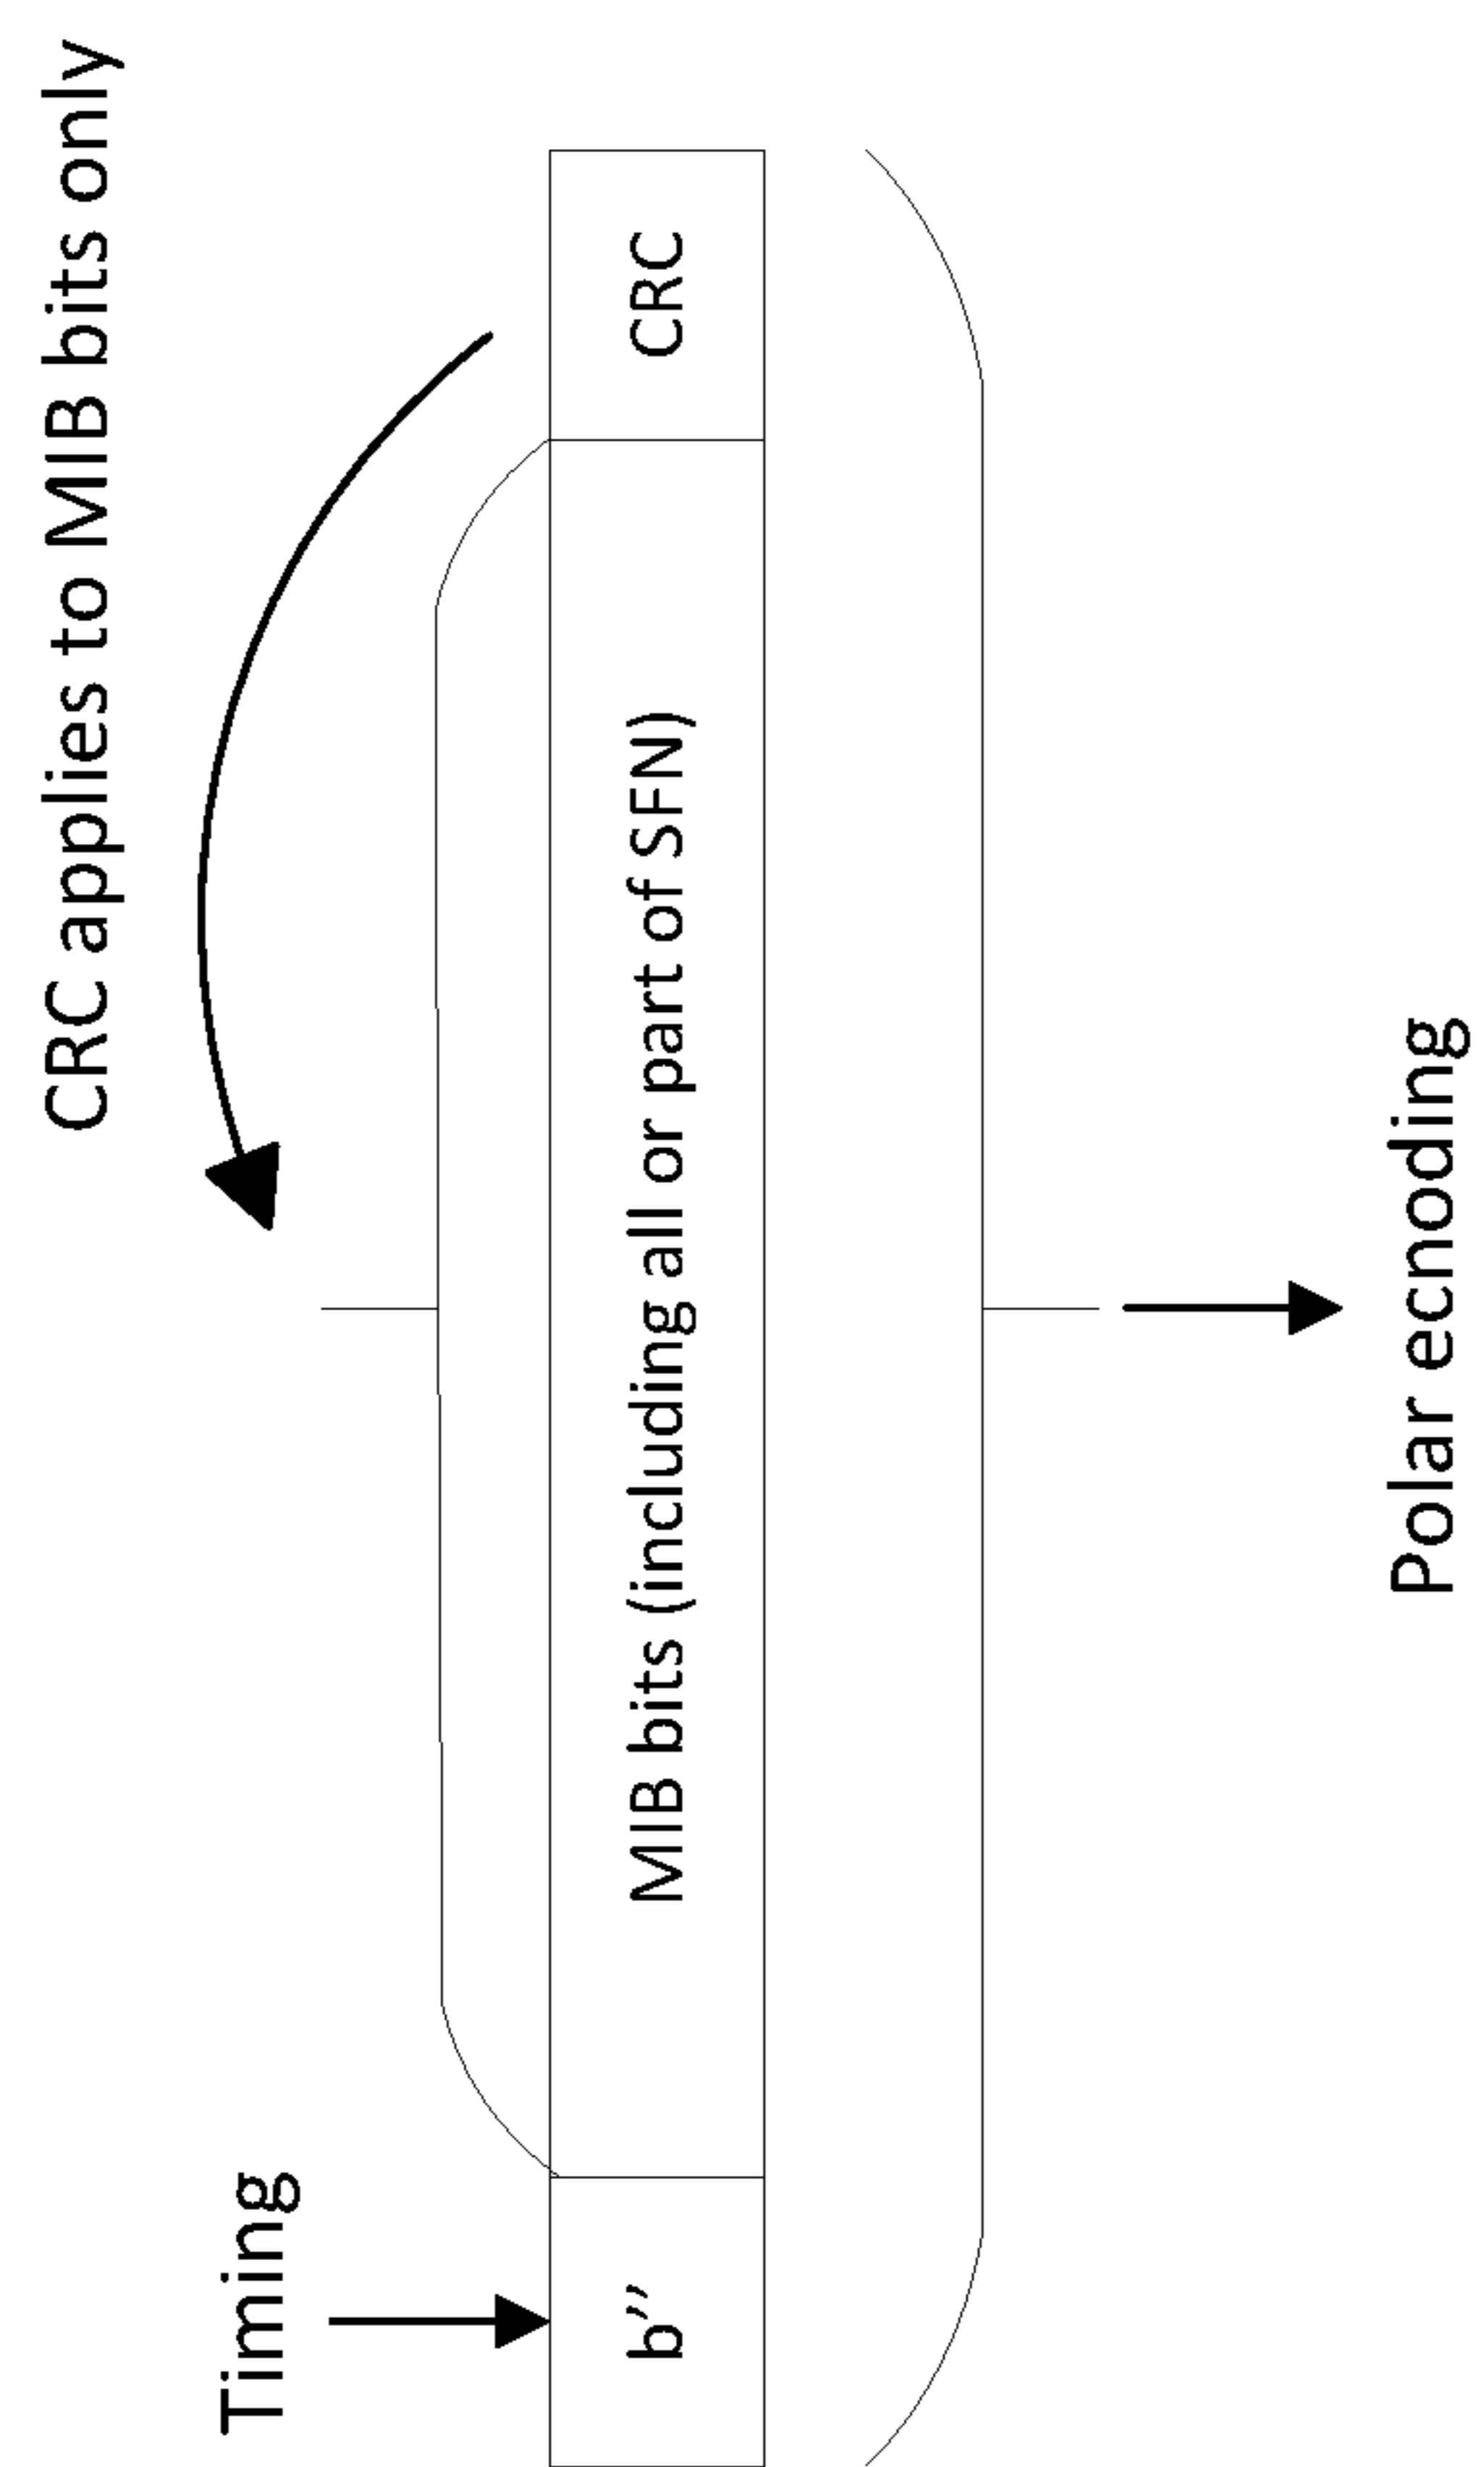 CRC applies to MIB bits only
Timing
b’’
MIB bits (including all or part of SFN)
CRC
Polar ecnoding